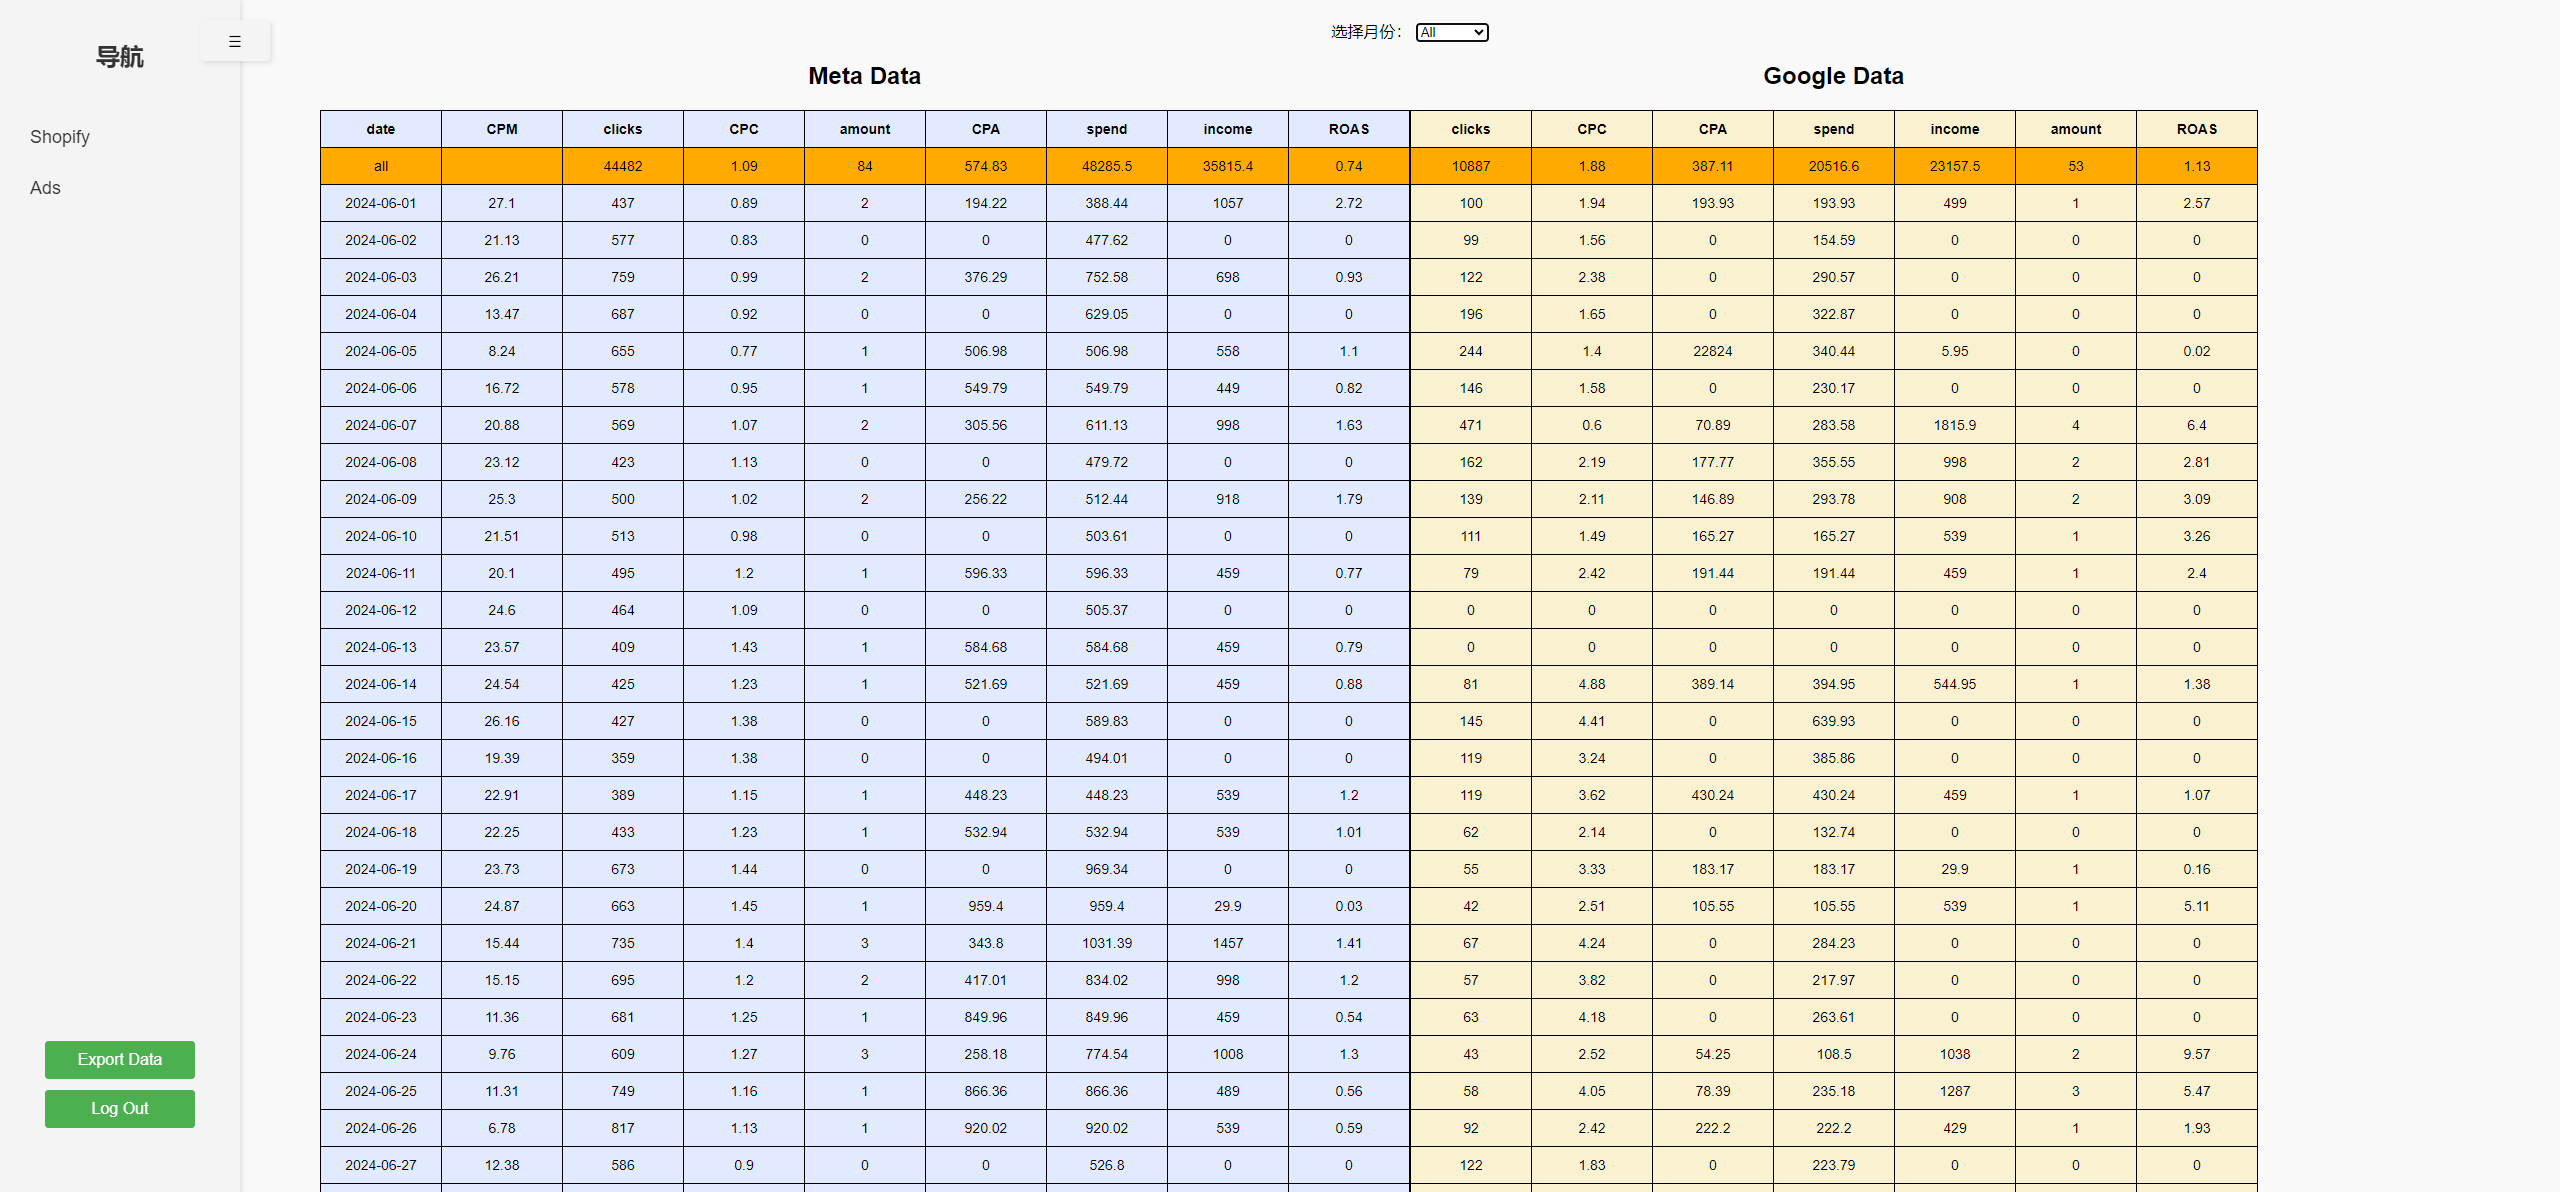 导航
☰
Shopify
Ads
Export Data
Log Out
选择月份： All
Meta Data Google Data
date CPM clicks CPC amount CPA spend income ROAS clicks CPC CPA spend income amount ROAS
all 44482 1.09 84 574.83 48285.5 35815.4 0.74 10887 1.88 387.11 20516.6 23157.5 53 1.13
2024-06-01 27.1 437 0.89 2 194.22 388.44 1057 2.72 100 1.94 193.93 193.93 499 1 2.57
2024-06-02 21.13 577 0.83 0 0 477.62 0 0 99 1.56 0 154.59 0 0 0
2024-06-03 26.21 759 0.99 2 376.29 752.58 698 0.93 122 2.38 0 290.57 0 0 0
2024-06-04 13.47 687 0.92 0 0 629.05 0 0 196 1.65 0 322.87 0 0 0
2024-06-05 8.24 655 0.77 1 506.98 506.98 558 1.1 244 1.4 22824 340.44 5.95 0 0.02
2024-06-06 16.72 578 0.95 1 549.79 549.79 449 0.82 146 1.58 0 230.17 0 0 0
2024-06-07 20.88 569 1.07 2 305.56 611.13 998 1.63 471 0.6 70.89 283.58 1815.9 4 6.4
2024-06-08 23.12 423 1.13 0 0 479.72 0 0 162 2.19 177.77 355.55 998 2 2.81
2024-06-09 25.3 500 1.02 2 256.22 512.44 918 1.79 139 2.11 146.89 293.78 908 2 3.09
2024-06-10 21.51 513 0.98 0 0 503.61 0 0 111 1.49 165.27 165.27 539 1 3.26
2024-06-11 20.1 495 1.2 1 596.33 596.33 459 0.77 79 2.42 191.44 191.44 459 1 2.4
2024-06-12 24.6 464 1.09 0 0 505.37 0 0 0 0 0 0 0 0 0
2024-06-13 23.57 409 1.43 1 584.68 584.68 459 0.79 0 0 0 0 0 0 0
2024-06-14 24.54 425 1.23 1 521.69 521.69 459 0.88 81 4.88 389.14 394.95 544.95 1 1.38
2024-06-15 26.16 427 1.38 0 0 589.83 0 0 145 4.41 0 639.93 0 0 0
2024-06-16 19.39 359 1.38 0 0 494.01 0 0 119 3.24 0 385.86 0 0 0
2024-06-17 22.91 389 1.15 1 448.23 448.23 539 1.2 119 3.62 430.24 430.24 459 1 1.07
2024-06-18 22.25 433 1.23 1 532.94 532.94 539 1.01 62 2.14 0 132.74 0 0 0
2024-06-19 23.73 673 1.44 0 0 969.34 0 0 55 3.33 183.17 183.17 29.9 1 0.16
2024-06-20 24.87 663 1.45 1 959.4 959.4 29.9 0.03 42 2.51 105.55 105.55 539 1 5.11
2024-06-21 15.44 735 1.4 3 343.8 1031.39 1457 1.41 67 4.24 0 284.23 0 0 0
2024-06-22 15.15 695 1.2 2 417.01 834.02 998 1.2 57 3.82 0 217.97 0 0 0
2024-06-23 11.36 681 1.25 1 849.96 849.96 459 0.54 63 4.18 0 263.61 0 0 0
2024-06-24 9.76 609 1.27 3 258.18 774.54 1008 1.3 43 2.52 54.25 108.5 1038 2 9.57
2024-06-25 11.31 749 1.16 1 866.36 866.36 489 0.56 58 4.05 78.39 235.18 1287 3 5.47
2024-06-26 6.78 817 1.13 1 920.02 920.02 539 0.59 92 2.42 222.2 222.2 429 1 1.93
2024-06-27 12.38 586 0.9 0 0 526.8 0 0 122 1.83 0 223.79 0 0 0